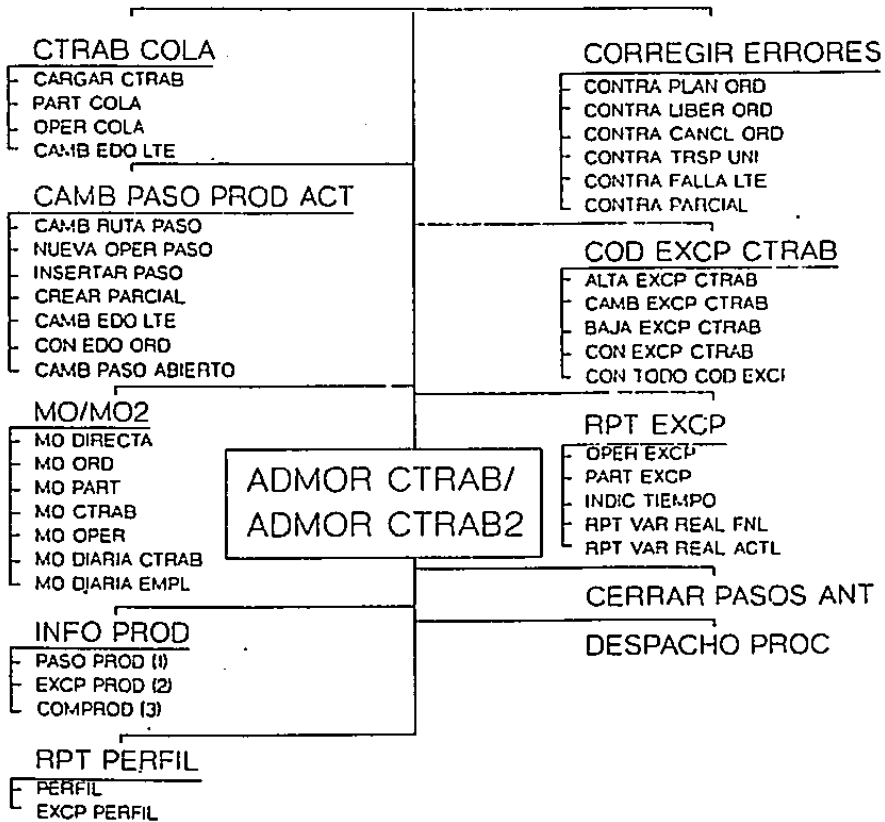 CTRAB COLA
CARGAR CTRAB
PART COLA
OPER COLA
CAMB EDO LTE
CAMB PASO PROD ACT
CAMB RUTA PASO
NUEVA OPER PASO
INSERTAR PASO
CREAR PARCIAL
CAMB EDO LTE
CON EDO ORD
CAMB PASO ABIERTO
MO/MO2
MO DIRECTA
MO ORD
MO PART
MO CTRAB
MO OPER
MO DIARIA CTRAB
MO DIARIA EMPL
INFO PROD
PASO PROD (1)
EXCP PROD (2)
COMPROD (3)
RPT PERFIL
PERFIL
EXCP PERFIL
ADMOR CTRAB/
ADMOR CTRAB2
CORREGIR ERRORES
CONTRA PLAN ORD
CONTRA LIBER ORD
CONTRA CANCL ORD
CONTRA TRSP UNI
CONTRA FALLA LTE
CONTRA PARCIAL
COD EXCP CTRAB
ALTA EXCP CTRAB
CAMB EXCP CTRAB
BAJA EXCP CTRAB
CON EXCP CTRAB
CON TODO COD EXCP
RPT EXCP
OPER EXCP
PART EXCP
INDIC TIEMPO
RPT VAR REAL FNL
RPT VAR REAL ACTL
CERRAR PASOS ANT
DESPACHO PROC